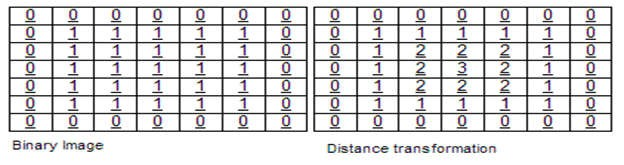 0 0 0 0 0 0 0 0 0 0 0 0 0 0
0 1 1 1 1 1 0 0 1 1 1 1 1 0
0 1 1 1 1 1 0 0 1 2 2 2 1 0
0 1 1 1 1 1 0 0 1 2 3 2 1 0
0 1 1 1 1 1 0 0 1 2 2 2 1 0
0 1 1 1 1 1 0 0 1 1 1 1 1 0
0 0 0 0 0 0 0 0 0 0 0 0 0 0
Binary Image
Distance transformation